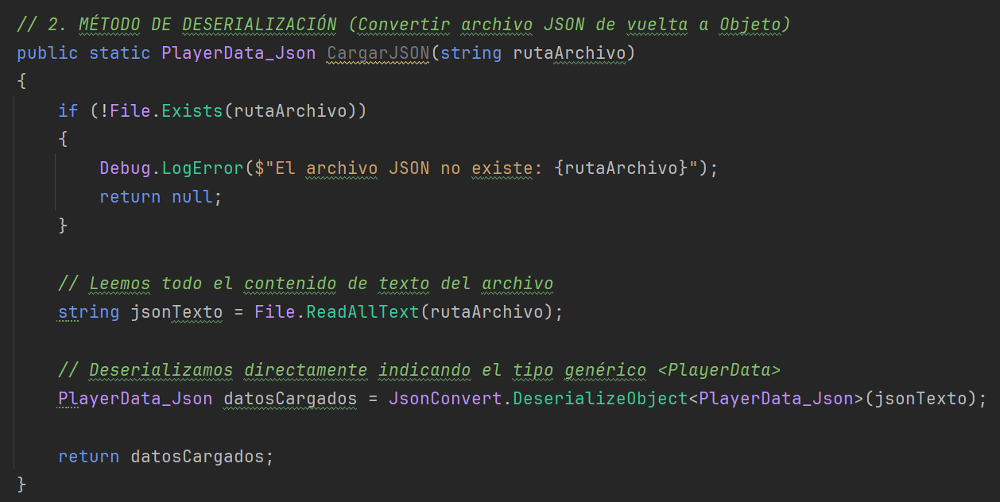 // 2. MÉTODO DE DESERIALIZACIÓN (Convertir archivo JSON de vuelta a Objeto)
public static PlayerData_Json CargarJSON(string rutaArchivo)
{
    if (!File.Exists(rutaArchivo))
    {
        Debug.LogError($"El archivo JSON no existe: {rutaArchivo}");
        return null;
    }

    // Leemos todo el contenido de texto del archivo
    string jsonTexto = File.ReadAllText(rutaArchivo);

    // Deserializamos directamente indicando el tipo genérico <PlayerData>
    PlayerData_Json datosCargados = JsonConvert.DeserializeObject<PlayerData_Json>(jsonTexto);

    return datosCargados;
}